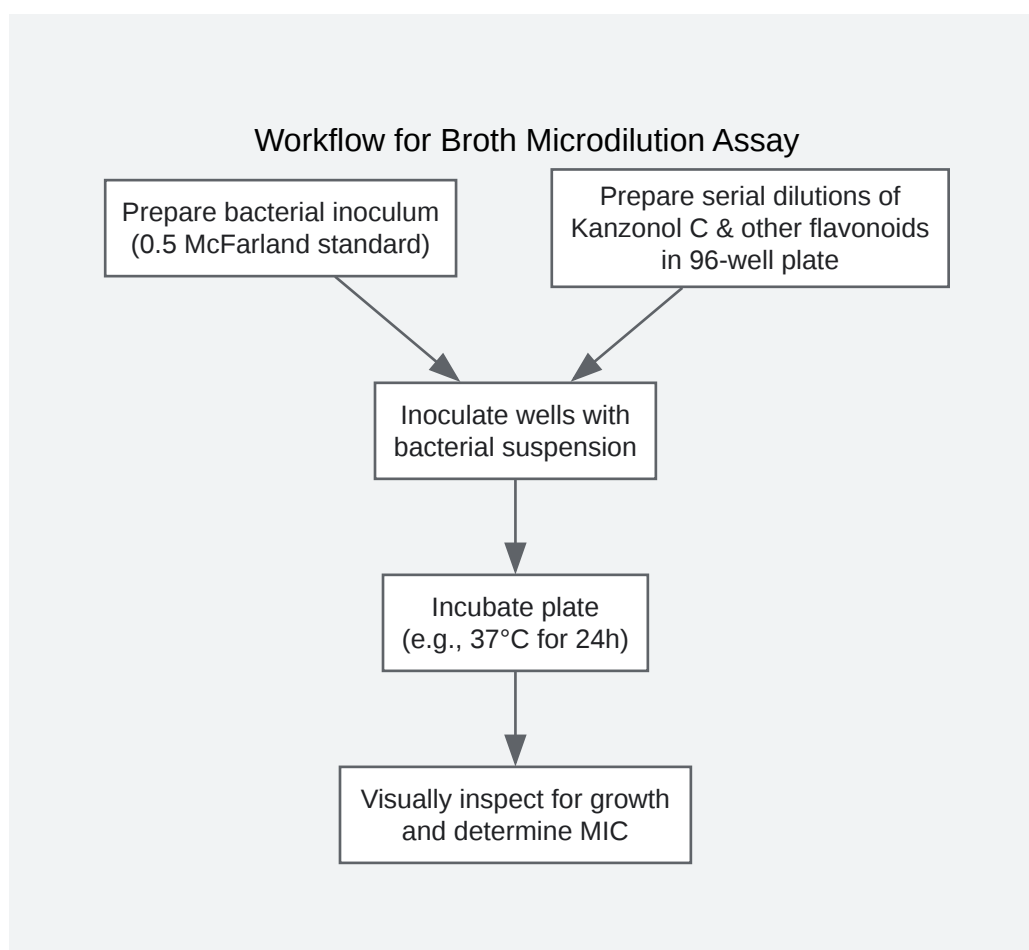 Workflow for Broth Microdilution Assay
Prepare bacterial inoculum
(0.5 McFarland standard)
Prepare serial dilutions of
Kanzonol C & other flavonoids
in 96-well plate
Inoculate wells with
bacterial suspension
Incubate plate
(e.g., 37°C for 24h)
Visually inspect for growth
and determine MIC